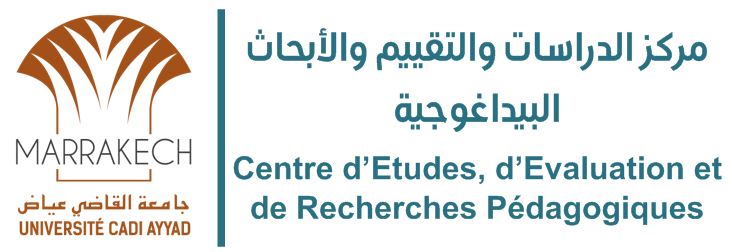 MARRAKECH
جامعة القاضي عياض
UNIVERSITÉ CADI AYYAD
مركز الدراسات والتقييم والأبحاث
البيداغوجية
Centre d’Etudes, d’Evaluation et
de Recherches Pédagogiques